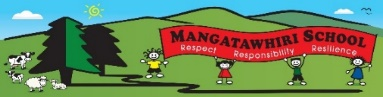 MANGATAWHIRI SCHOOL
Respect Responsibility Resilience